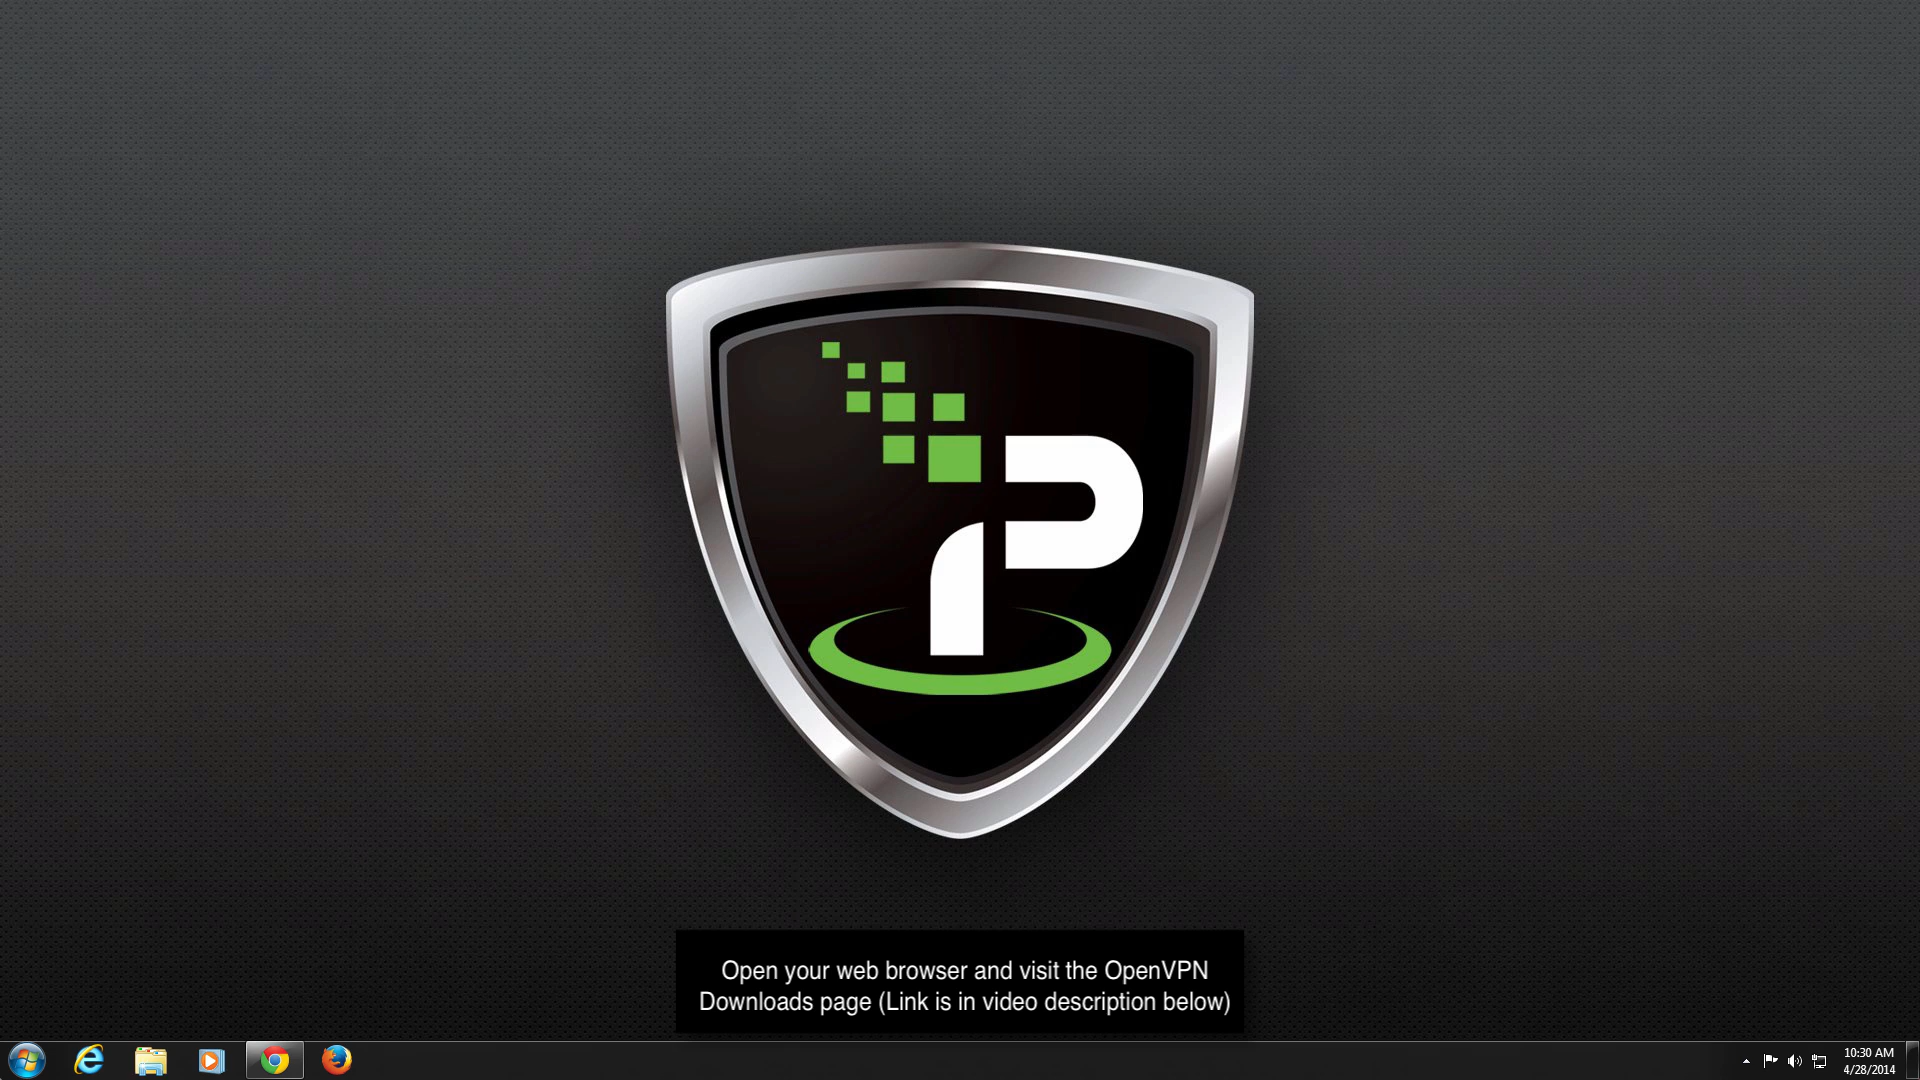 Open your web browser and visit the OpenVPN
Downloads page (Link is in video description below)
10:30 AM
4/28/2014